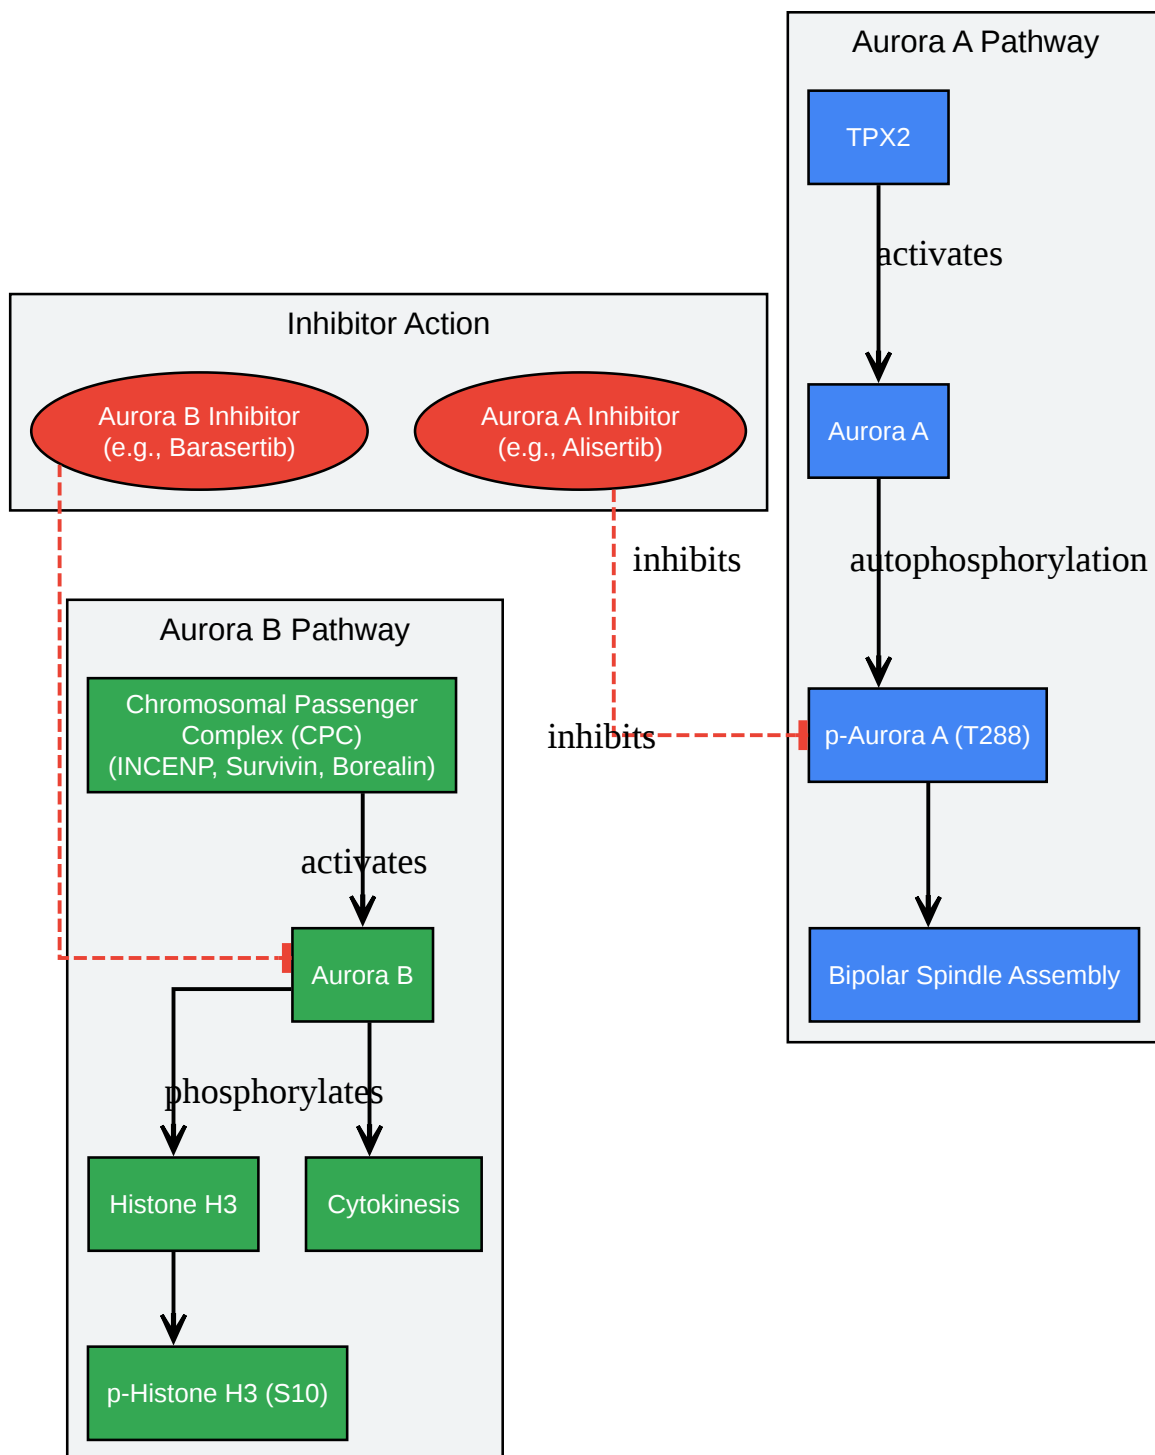 Aurora A Pathway
TPX2
activates
Inhibitor Action
Aurora B Inhibitor
(e.g., Barasertib)
Aurora A Inhibitor
(e.g., Alisertib)
Aurora A
inhibits
autophosphorylation
Aurora B Pathway
Chromosomal Passenger
Complex (CPC)
(INCENP, Survivin, Borealin)
inhibits
p-Aurora A (T288)
activates
Aurora B
Bipolar Spindle Assembly
phosphorylates
Histone H3
Cytokinesis
p-Histone H3 (S10)